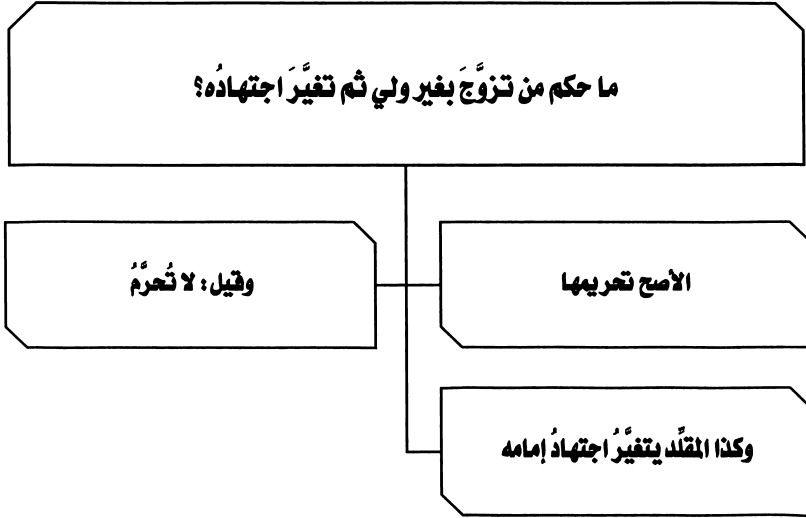 ما حكم من تزوَّجَ بغير ولي ثم تغيَّرَ اجتهادُه؟
الأصح تحريمها
وقيل: لا تُحرَّمُ
وكذا المقلِّد يتغيَّرُ اجتهادُ إمامه